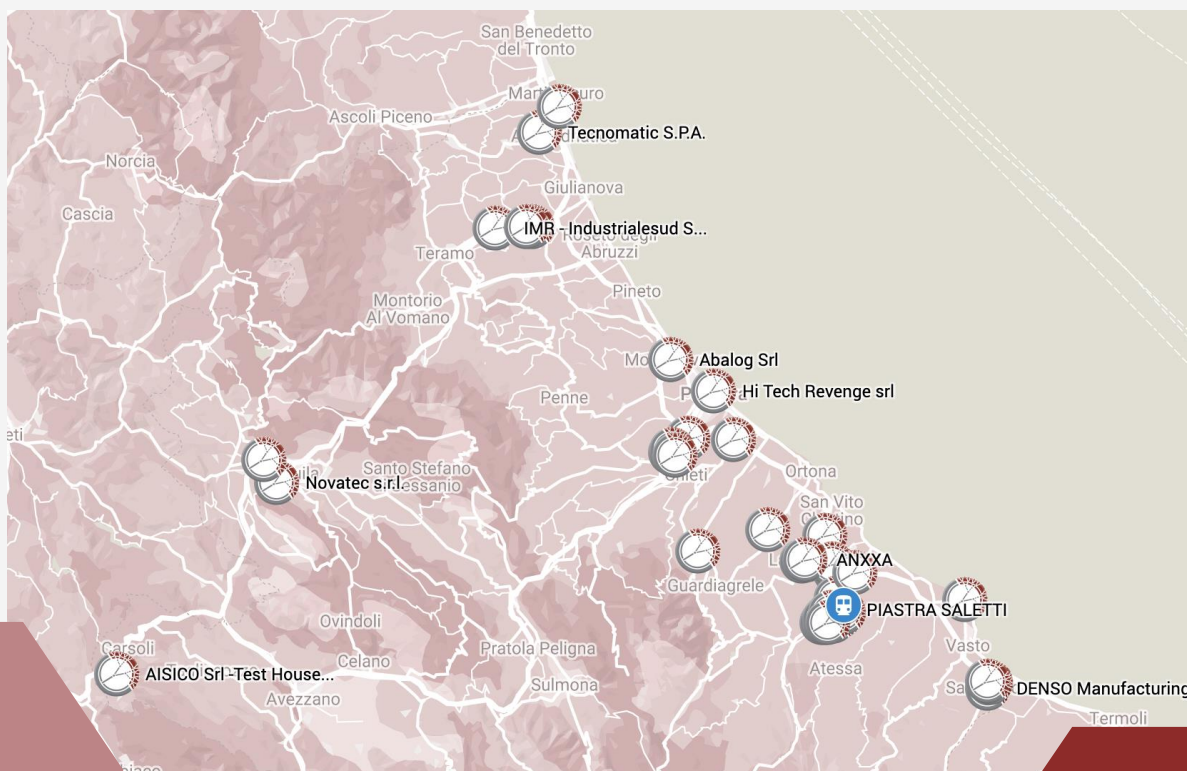 San Benedetto
del Tronto
Ascoli Piceno
Tecnomatic S.P.A.
Norcia
Giulianova
Cascia
IMR - Industrialesud S...
Teramo
Roseto degli
Abruzzi
Pineto
Montorio
Al Vomano
Abalog Srl
Hi Tech Revenge srl
Penne
Santo Stefano
Ortona
Novatec s.r.l.
San Vito
ANXXA
Guardiagrele
PIASTRA SALETTI
Ovindoli
Carsoli
Pratola Peligna
Vasto
Celano
Atessa
AISICO Srl -Test House...
Sulmona
DENSO Manufacturing
Avezzano
Termoli